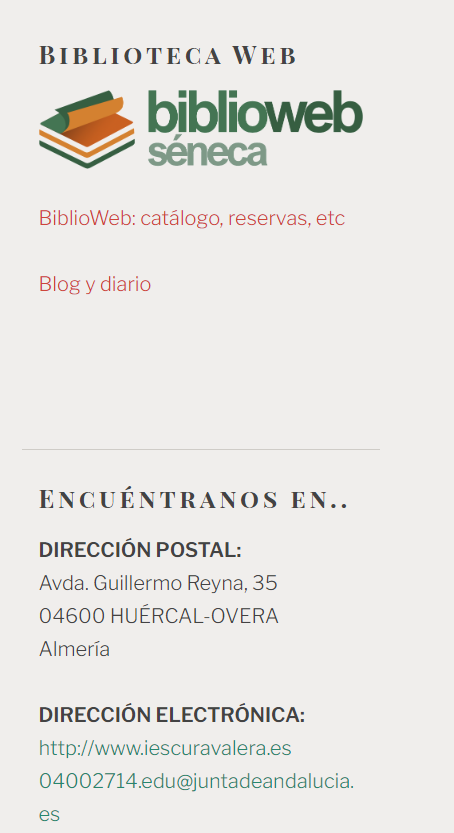 Biblioteca Web
biblioweb
séneca
BiblioWeb: catálogo, reservas, etc
Blog y diario
Encuéntranos en..
DIRECCIÓN POSTAL:
Avda. Guillermo Reyna, 35
04600 HUÉRCAL-OVERA
Almería
DIRECCIÓN ELECTRÓNICA:
http://www.iescuravalera.es
04002714.edu@juntadeandalucia.
es